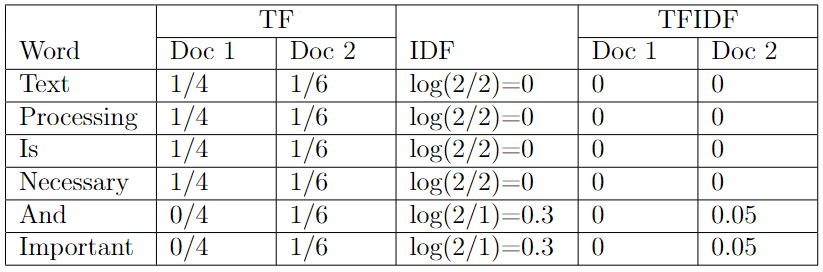 TF TFIDF
Word Doc 1 Doc 2 IDF Doc 1 Doc 2
Text 1/4 1/6 log(2/2)=0 0 0
Processing 1/4 1/6 log(2/2)=0 0 0
Is 1/4 1/6 log(2/2)=0 0 0
Necessary 1/4 1/6 log(2/2)=0 0 0
And 0/4 1/6 log(2/1)=0.3 0 0.05
Important 0/4 1/6 log(2/1)=0.3 0 0.05